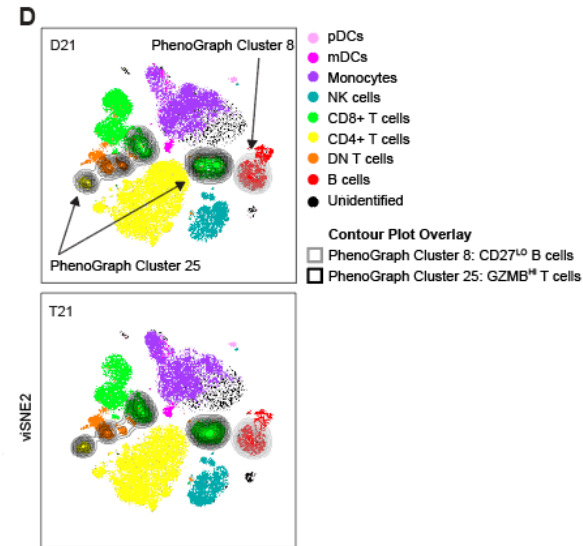 D
D21
PhenoGraph Cluster 8
PhenoGraph Cluster 25
pDCs
mDCs
Monocytes
NK cells
CD8+ T cells
CD4+ T cells
DN T cells
B cells
Unidentified
Contour Plot Overlay
PhenoGraph Cluster 8: CD27ᴸᴼ B cells
PhenoGraph Cluster 25: GZMBᴴᴵ T cells
T21
viSNE2